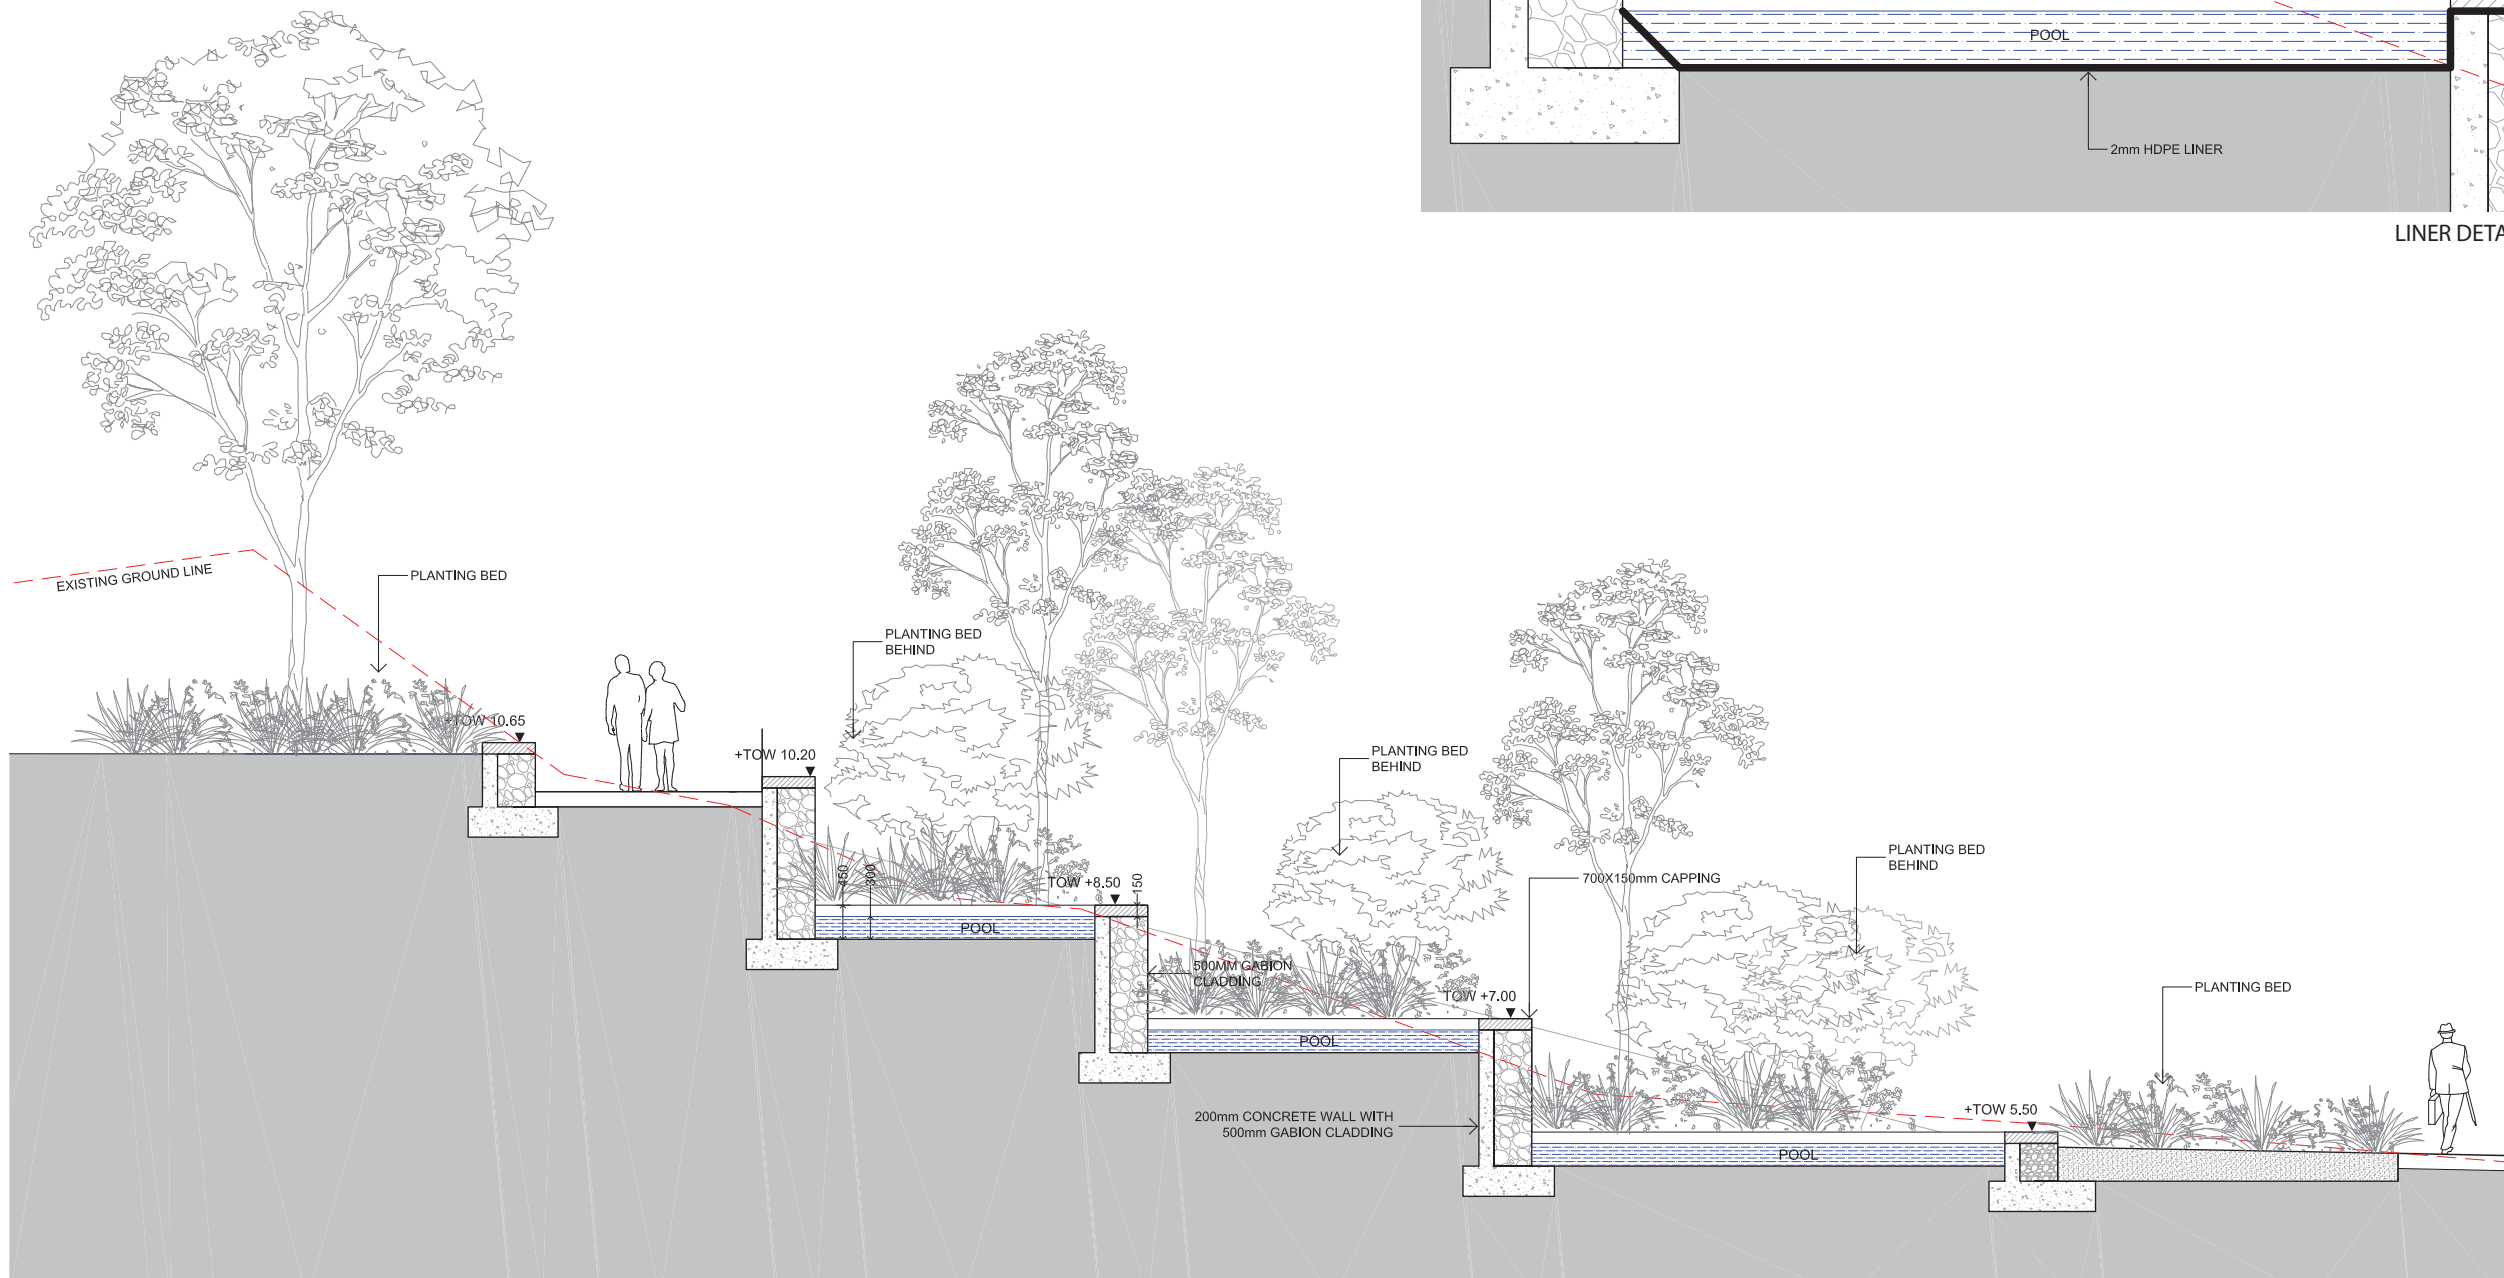 POOL
2mm HDPE LINER
LINER DETA
EXISTING GROUND LINE
PLANTING BED
+TOW 10.65
PLANTING BED
BEHIND
+TOW 10.20
450
300
TOW +8.50
150
POOL
PLANTING BED
BEHIND
500MM GABION
CLADDING
TOW +7.00
700X150mm CAPPING
POOL
PLANTING BED
BEHIND
200mm CONCRETE WALL WITH
500mm GABION CLADDING
POOL
+TOW 5.50
PLANTING BED